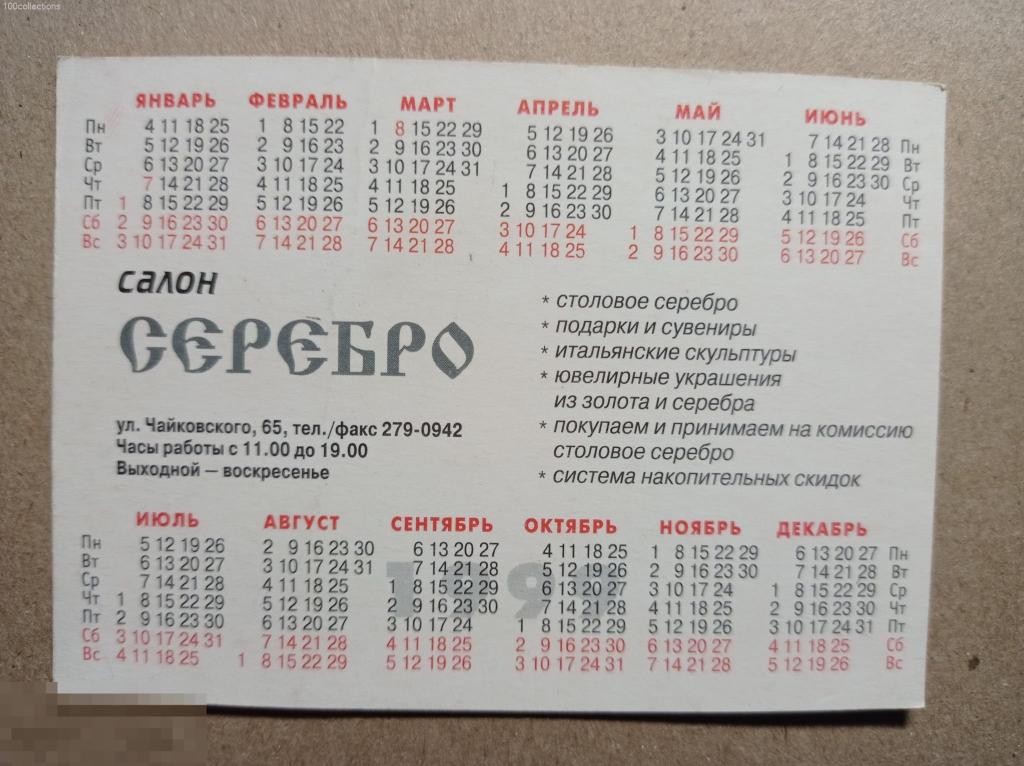 100collections
ЯНВАРЬ ФЕВРАЛЬ МАРТ АПРЕЛЬ МАЙ ИЮНЬ
Пн 4 11 18 25 1 8 15 22 1 8 15 22 29 5 12 19 26 3 10 17 24 31 7 14 21 28 Пн
Вт 5 12 19 26 2 9 16 23 2 9 16 23 30 6 13 20 27 4 11 18 25 1 8 15 22 29 Вт
Ср 6 13 20 27 3 10 17 24 3 10 17 24 31 7 14 21 28 5 12 19 26 2 9 16 23 30 Ср
Чт 7 14 21 28 4 11 18 25 4 11 18 25 1 8 15 22 29 6 13 20 27 3 10 17 24 Чт
Пт 1 8 15 22 29 5 12 19 26 5 12 19 26 2 9 16 23 30 7 14 21 28 4 11 18 25 Пт
Сб 2 9 16 23 30 6 13 20 27 6 13 20 27 3 10 17 24 1 8 15 22 29 5 12 19 26 Сб
Вс 3 10 17 24 31 7 14 21 28 7 14 21 28 4 11 18 25 2 9 16 23 30 6 13 20 27 Вс
салон
СЕРЕБРО
ул. Чайковского, 65, тел./факс 279-0942
Часы работы с 11.00 до 19.00
Выходной — воскресенье
* столовое серебро
* подарки и сувениры
* итальянские скульптуры
* ювелирные украшения
из золота и серебра
* покупаем и принимаем на комиссию
столовое серебро
* система накопительных скидок
ИЮЛЬ АВГУСТ СЕНТЯБРЬ ОКТЯБРЬ НОЯБРЬ ДЕКАБРЬ
Пн 5 12 19 26 2 9 16 23 30 6 13 20 27 4 11 18 25 1 8 15 22 29 6 13 20 27 Пн
Вт 6 13 20 27 3 10 17 24 31 7 14 21 28 5 12 19 26 2 9 16 23 30 7 14 21 28 Вт
Ср 7 14 21 28 4 11 18 25 1 8 15 22 29 6 13 20 27 3 10 17 24 1 8 15 22 29 Ср
Чт 1 8 15 22 29 5 12 19 26 2 9 16 23 30 7 14 21 28 4 11 18 25 2 9 16 23 30 Чт
Пт 2 9 16 23 30 6 13 20 27 3 10 17 24 1 8 15 22 29 5 12 19 26 3 10 17 24 31 Пт
Сб 3 10 17 24 31 7 14 21 28 4 11 18 25 2 9 16 23 30 6 13 20 27 4 11 18 25 Сб
Вс 4 11 18 25 1 8 15 22 29 5 12 19 26 3 10 17 24 31 7 14 21 28 5 12 19 26 Вс